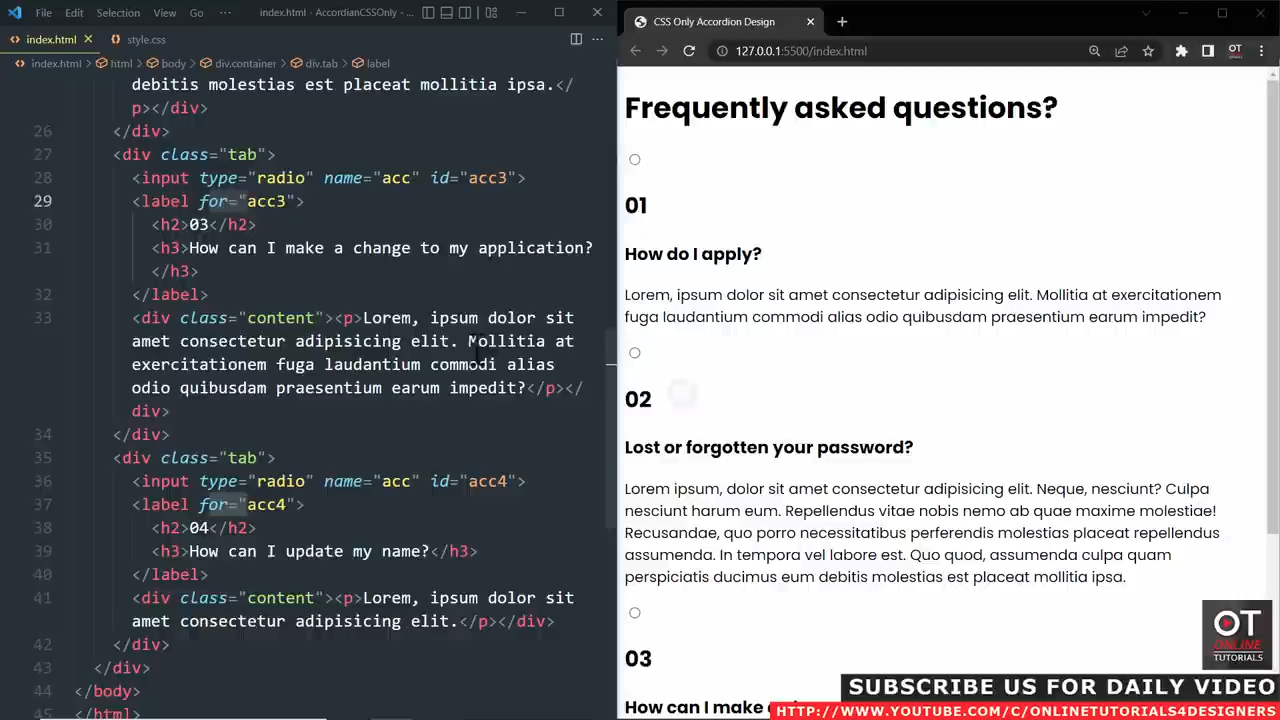 File Edit Selection View Go ··· index.html - AccordianCSSOnly - ...
index.html
style.css
index.html > html > body > div.container > div.tab > label
debitis molestias est placeat mollitia ipsa.</
p></div>
26 </div>
27 <div class="tab">
28 <input type="radio" name="acc" id="acc3">
29 <label for="acc3">
30 <h2>03</h2>
31 <h3>How can I make a change to my application?
</h3>
32 </label>
33 <div class="content"><p>Lorem, ipsum dolor sit
amet consectetur adipisicing elit. Mollitia at
exercitationem fuga laudantium commodi alias
odio quibusdam praesentium earum impedit?</p></
div>
34 </div>
35 <div class="tab">
36 <input type="radio" name="acc" id="acc4">
37 <label for="acc4">
38 <h2>04</h2>
39 <h3>How can I update my name?</h3>
40 </label>
41 <div class="content"><p>Lorem, ipsum dolor sit
amet consectetur adipisicing elit.</p></div>
42 </div>
43 </div>
44 </body>
45 </html>
CSS Only Accordion Design
127.0.0.1:5500/index.html
OT
Frequently asked questions?
01
How do I apply?
Lorem, ipsum dolor sit amet consectetur adipisicing elit. Mollitia at exercitationem
fuga laudantium commodi alias odio quibusdam praesentium earum impedit?
02
Lost or forgotten your password?
Lorem ipsum, dolor sit amet consectetur adipisicing elit. Neque, nesciunt? Culpa
nesciunt harum eum. Repellendus vitae nobis nemo ab quae maxime molestiae!
Recusandae, quo porro necessitatibus perferendis molestias placeat repellendus
assumenda. In tempora vel labore est. Quo quod, assumenda culpa quam
perspiciatis ducimus eum debitis molestias est placeat mollitia ipsa.
03
How can I make
OT
ONLINE
TUTORIALS
SUBSCRIBE US FOR DAILY VIDEO
HTTP://WWW.YOUTUBE.COM/C/ONLINETUTORIALS4DESIGNERS